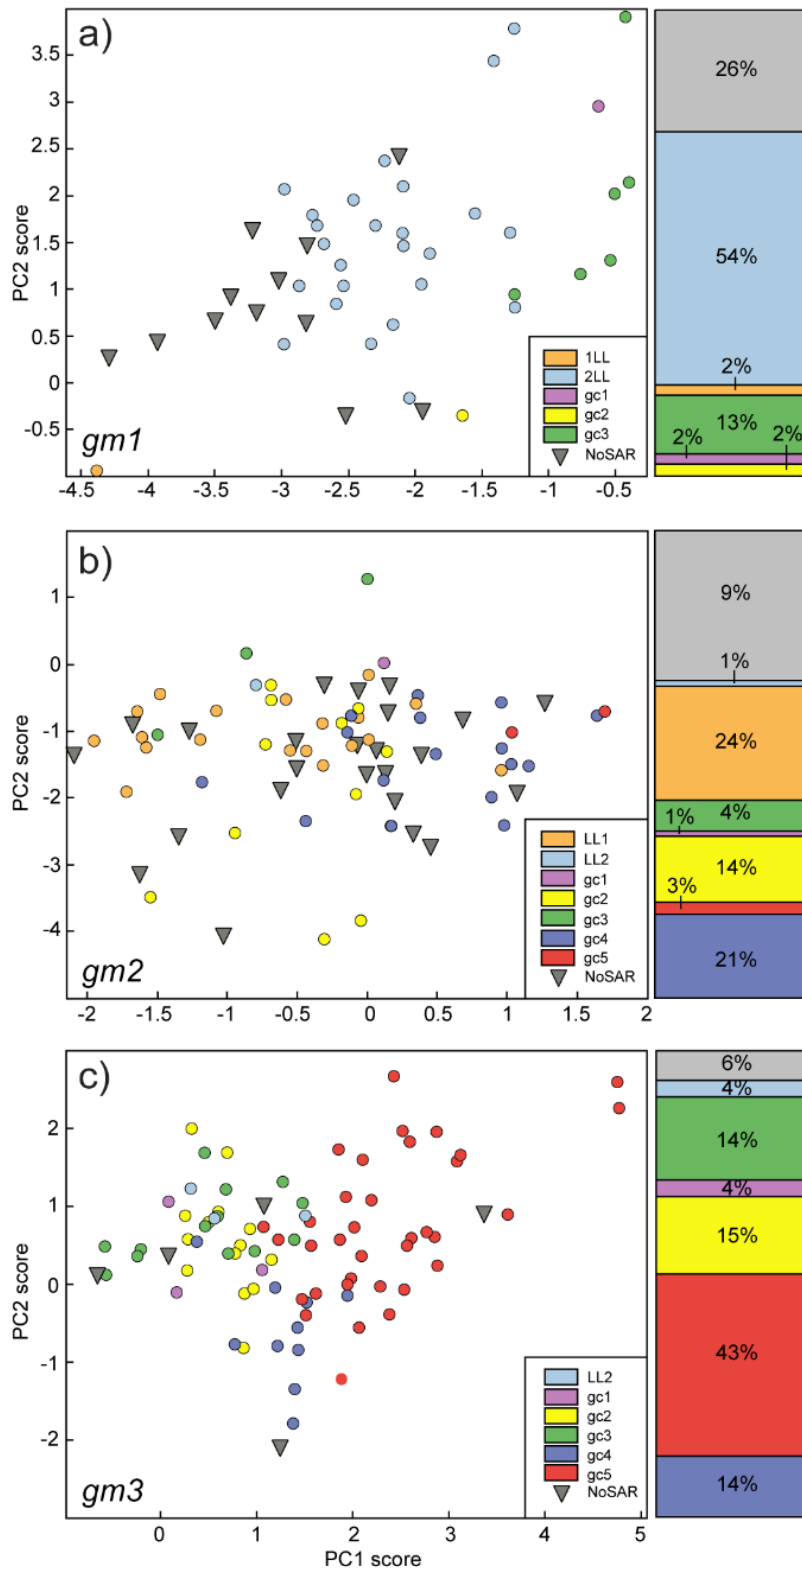 a)
3.5
3
2.5
2
1.5
1
0.5
0
-0.5
PC2 score
gm1
1LL
2LL
gc1
gc2
gc3
NoSAR
-4.5 -4 -3.5 -3 -2.5 -2 -1.5 -1 -0.5
26%
54%
2%
13%
2% 2%
b)
1
0
-1
-2
-3
-4
PC2 score
gm2
LL1
LL2
gc1
gc2
gc3
gc4
gc5
NoSAR
-2 -1.5 -1 -0.5 0 0.5 1 1.5 2
9%
1%
24%
4%
1%
14%
3%
21%
c)
2
1
0
-1
-2
PC2 score
gm3
LL2
gc1
gc2
gc3
gc4
gc5
NoSAR
0 1 2 3 4 5
PC1 score
6%
4%
14%
4%
15%
43%
14%